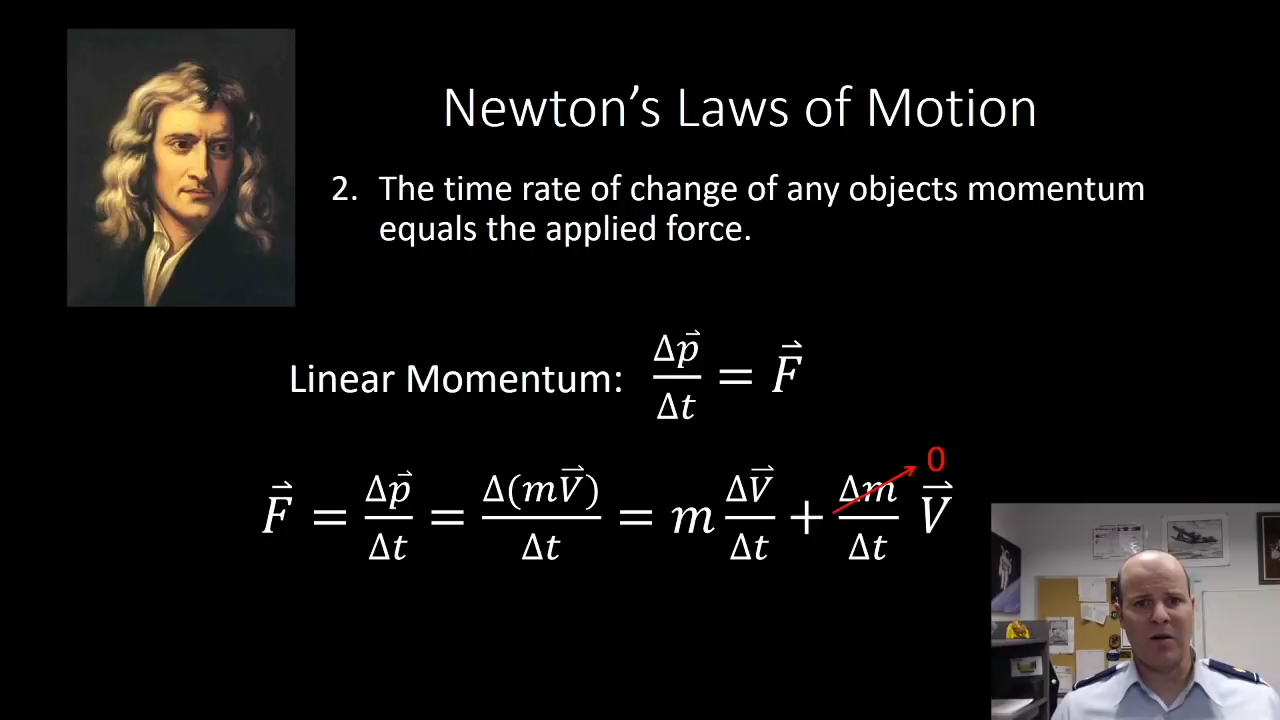 Newton's Laws of Motion
2. The time rate of change of any objects momentum
equals the applied force.
Linear Momentum: Δp⃗/Δt = F⃗
0
F⃗ = Δp⃗/Δt = Δ(mV⃗)/Δt = m ΔV⃗/Δt + Δm/Δt V⃗